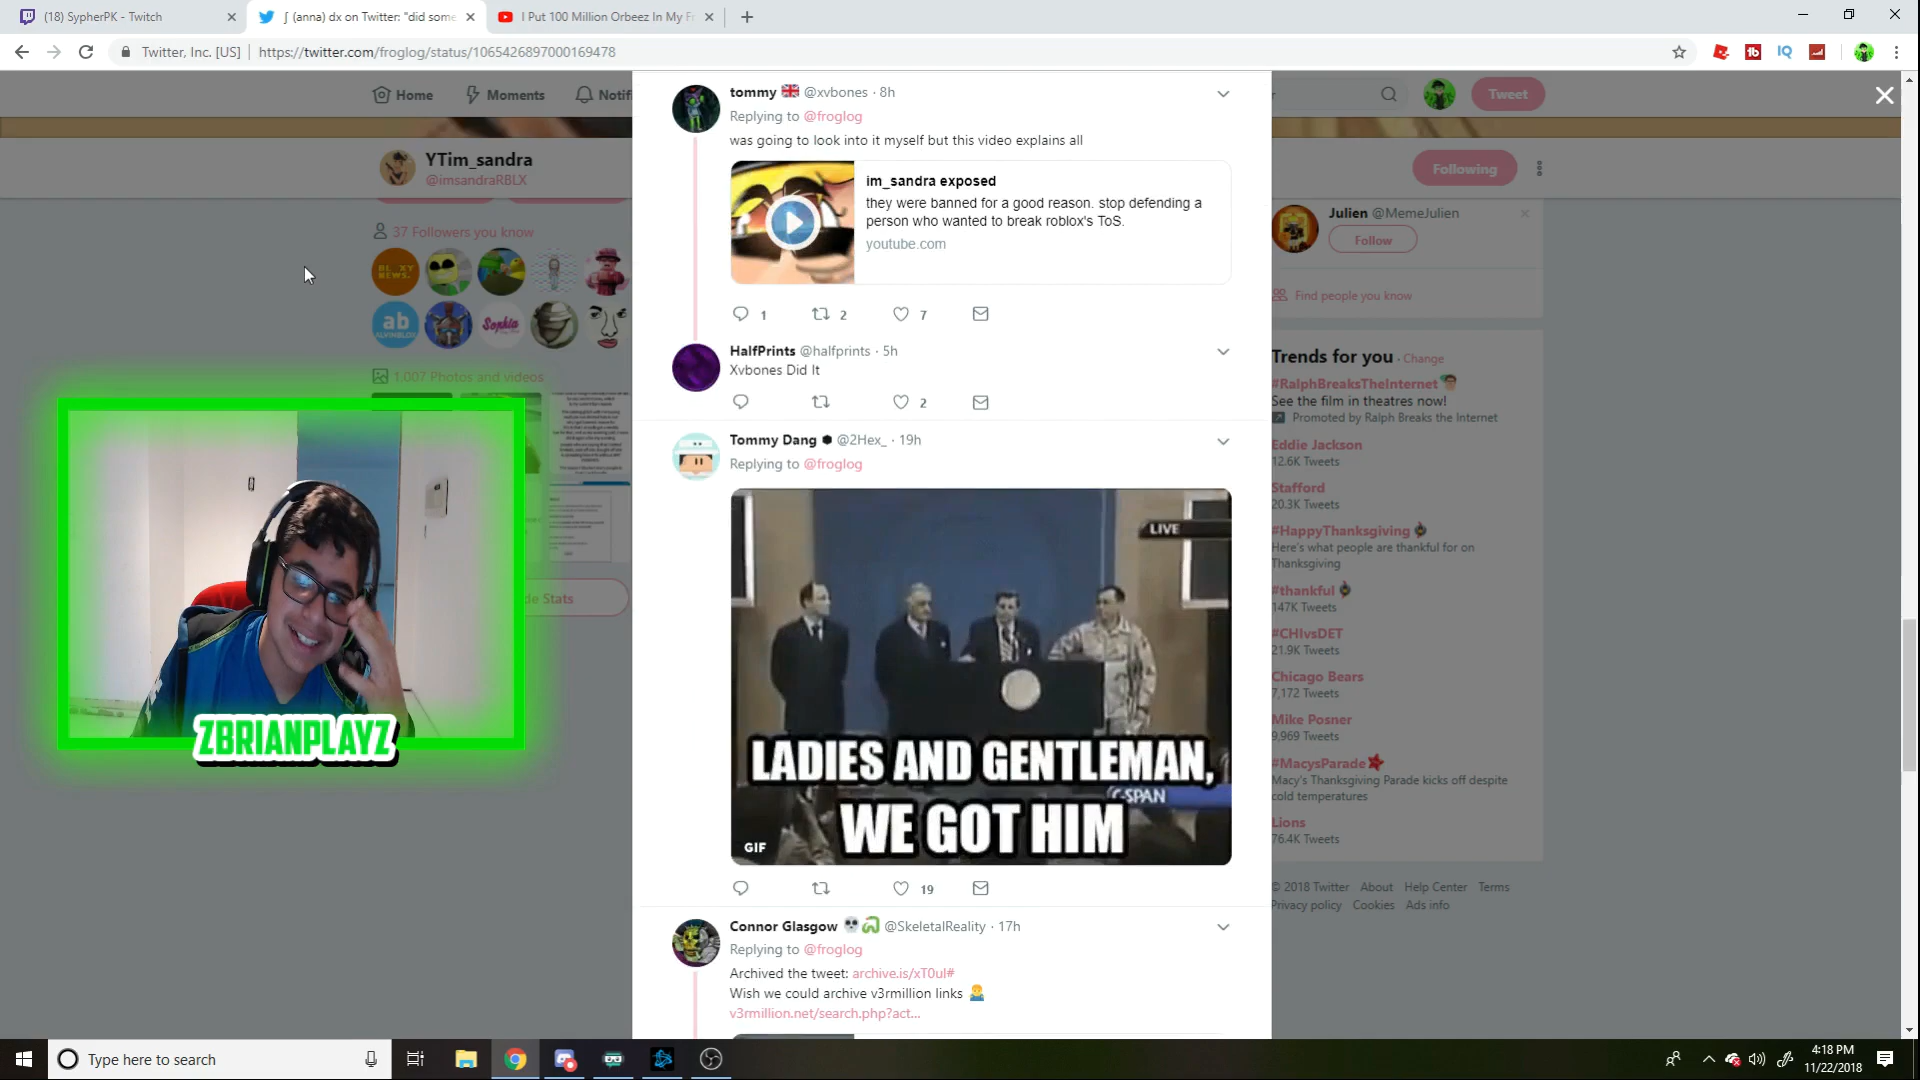 (18) SypherPK - Twitch
ʃ (anna) dx on Twitter: "did some
I Put 100 Million Orbeez In My Fr
Twitter, Inc. [US]
https://twitter.com/froglog/status/1065426897000169478
Home
Moments
Notif
Tweet
YTim_sandra
@imsandraRBLX
Following
37 Followers you know
BLOXY NEWS.
ab
ALVINBLOX
Sophia
1,007 Photos and videos
de Stats
ZBRIANPLAYZ
tommy 🇬🇧 @xvbones · 8h
Replying to @froglog
was going to look into it myself but this video explains all
im_sandra exposed
they were banned for a good reason. stop defending a
person who wanted to break roblox's ToS.
youtube.com
1 2 7
HalfPrints @halfprints · 5h
Xvbones Did It
2
Tommy Dang @2Hex_ · 19h
Replying to @froglog
LIVE
LADIES AND GENTLEMAN,
C-SPAN
WE GOT HIM
GIF
19
Connor Glasgow 💀 @SkeletalReality · 17h
Replying to @froglog
Archived the tweet: archive.is/xT0ul#
Wish we could archive v3rmillion links
v3rmillion.net/search.php?act...
Julien @MemeJulien
Follow
Find people you know
Trends for you · Change
#RalphBreaksTheInternet
See the film in theatres now!
Promoted by Ralph Breaks the Internet
Eddie Jackson
12.6K Tweets
Stafford
20.3K Tweets
#HappyThanksgiving
Here's what people are thankful for on
Thanksgiving
#thankful
147K Tweets
#CHIvsDET
21.9K Tweets
Chicago Bears
7,172 Tweets
Mike Posner
9,969 Tweets
#MacysParade
Macy's Thanksgiving Parade kicks off despite
cold temperatures
Lions
76.4K Tweets
© 2018 Twitter About Help Center Terms
Privacy policy Cookies Ads info
Type here to search
4:18 PM
11/22/2018